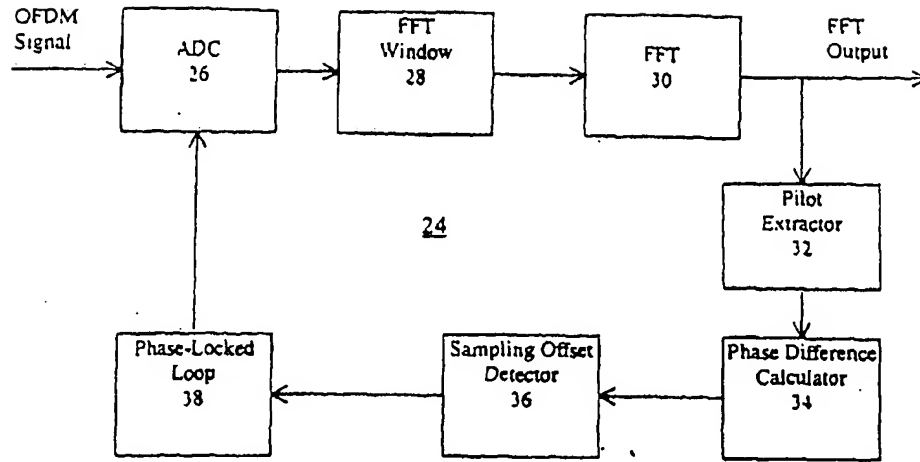 OFDM
Signal
ADC
26
FFT
Window
28
FFT
30
FFT
Output
Pilot
Extractor
32
24
Phase-Locked
Loop
38
Sampling Offset
Detector
36
Phase Difference
Calculator
34